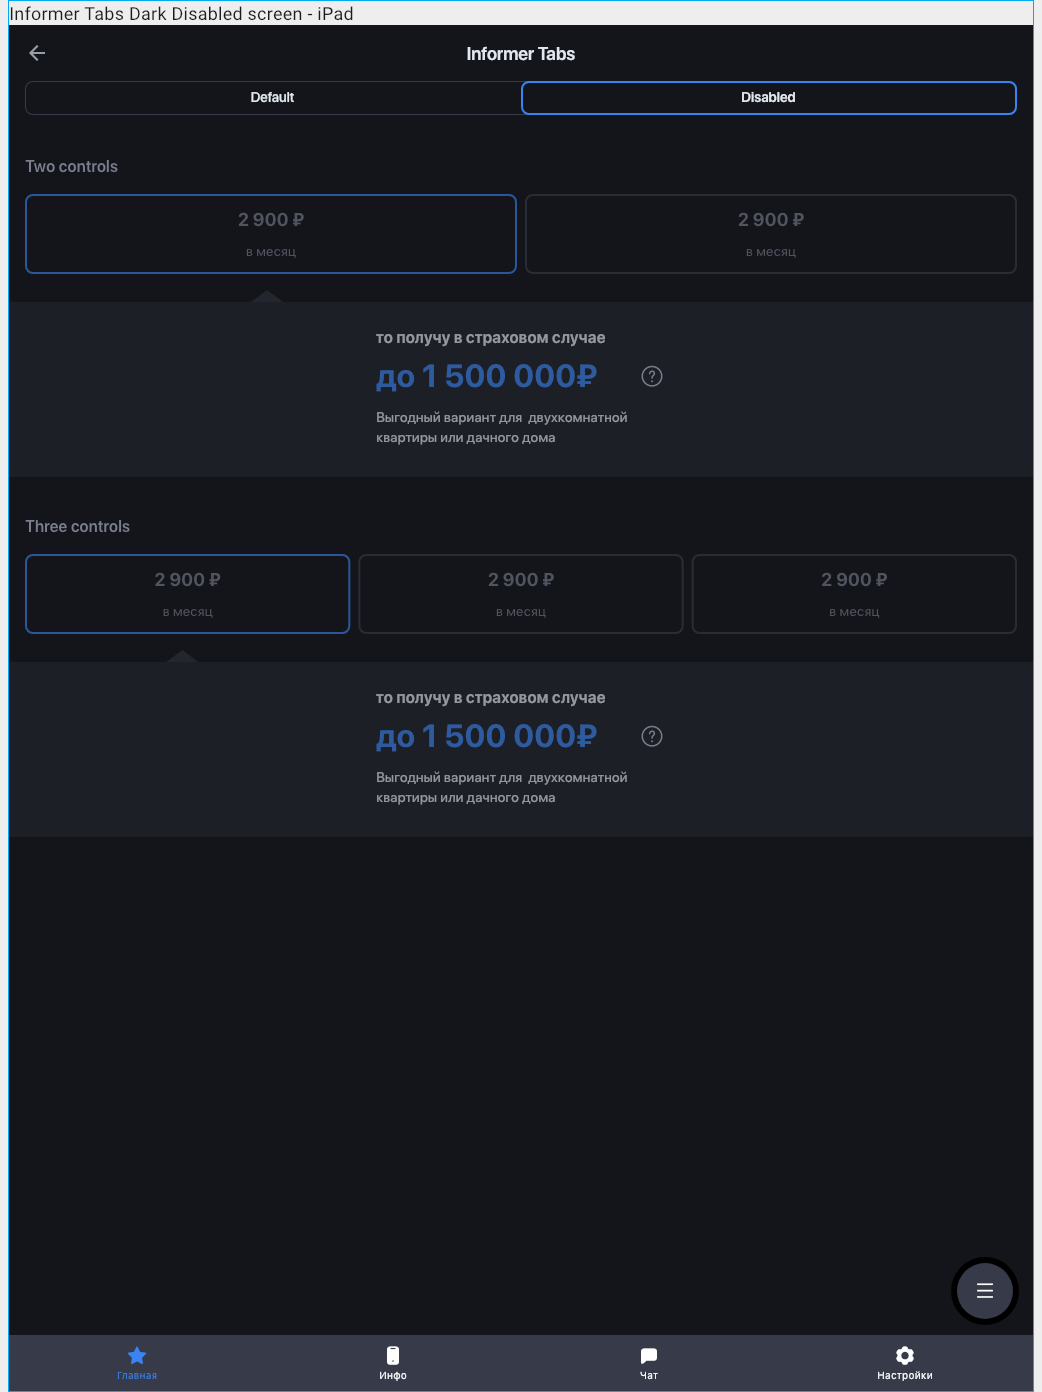 Informer Tabs Dark Disabled screen - iPad
Informer Tabs
Default
Disabled
Two controls
2 900 ₽
2 900 ₽
в месяц
в месяц
то получу в страховом случае
до 1 500 000₽
?
Выгодный вариант для двухкомнатной
квартиры или дачного дома
Three controls
2 900 ₽
2 900 ₽
2 900 ₽
в месяц
в месяц
в месяц
то получу в страховом случае
до 1 500 000₽
?
Выгодный вариант для двухкомнатной
квартиры или дачного дома
Главная
Инфо
Чат
Настройки